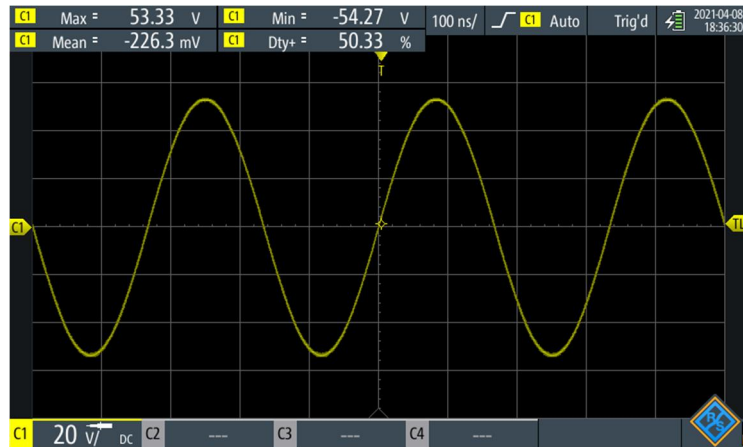 C1 Max = 53.33 V C1 Min = -54.27 V 100 ns/ C1 Auto Trig'd 2021-04-08
C1 Mean = -226.3 mV C1 Dty+ = 50.33 % 18:36:30
T
C1 TL
C1 20 V/ DC C2 --- C3 --- C4 ---
R&S